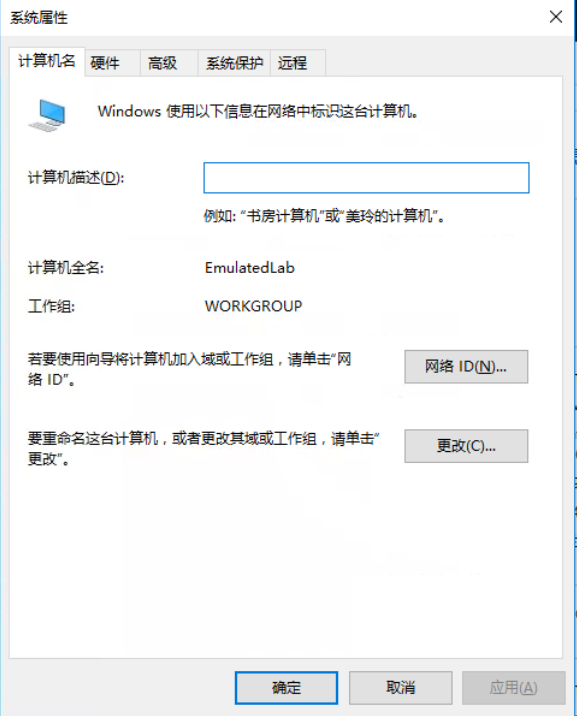 系统属性
计算机名 硬件 高级 系统保护 远程
Windows 使用以下信息在网络中标识这台计算机。
计算机描述(D):
例如: “书房计算机”或“美玲的计算机”。
计算机全名: EmulatedLab
工作组: WORKGROUP
若要使用向导将计算机加入域或工作组，请单击“网
络 ID”。
网络 ID(N)...
要重命名这台计算机，或者更改其域或工作组，请单击“
更改”。
更改(C)...
确定 取消 应用(A)